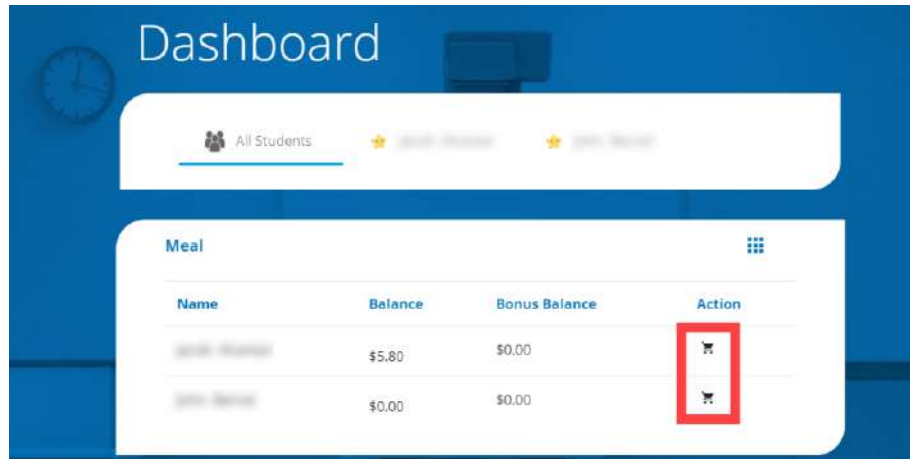 Dashboard
All Students
Meal
Name Balance Bonus Balance Action
$5.80 $0.00
$0.00 $0.00